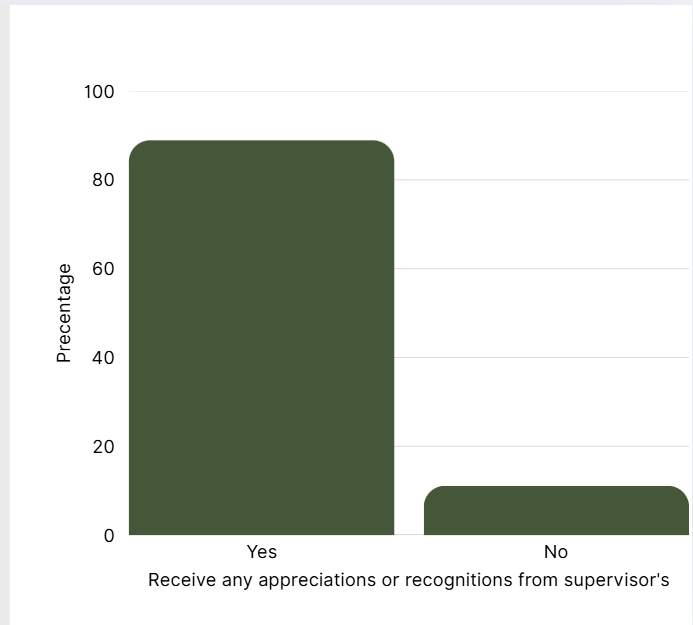 100
80
60
40
20
0
Precentage
Yes No
Receive any appreciations or recognitions from supervisor's